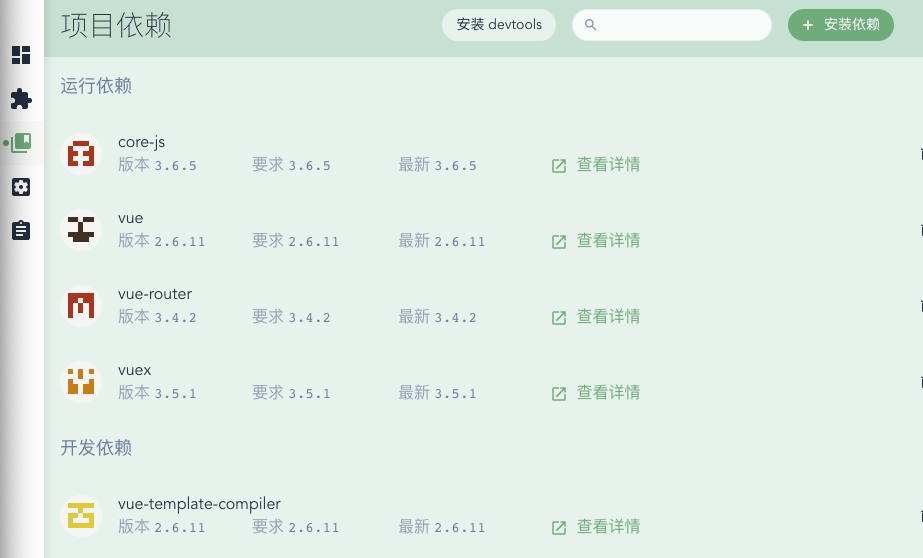 项目依赖
安装 devtools
安装依赖
运行依赖
core-js
版本 3.6.5 要求 3.6.5 最新 3.6.5 查看详情
vue
版本 2.6.11 要求 2.6.11 最新 2.6.11 查看详情
vue-router
版本 3.4.2 要求 3.4.2 最新 3.4.2 查看详情
vuex
版本 3.5.1 要求 3.5.1 最新 3.5.1 查看详情
开发依赖
vue-template-compiler
版本 2.6.11 要求 2.6.11 最新 2.6.11 查看详情